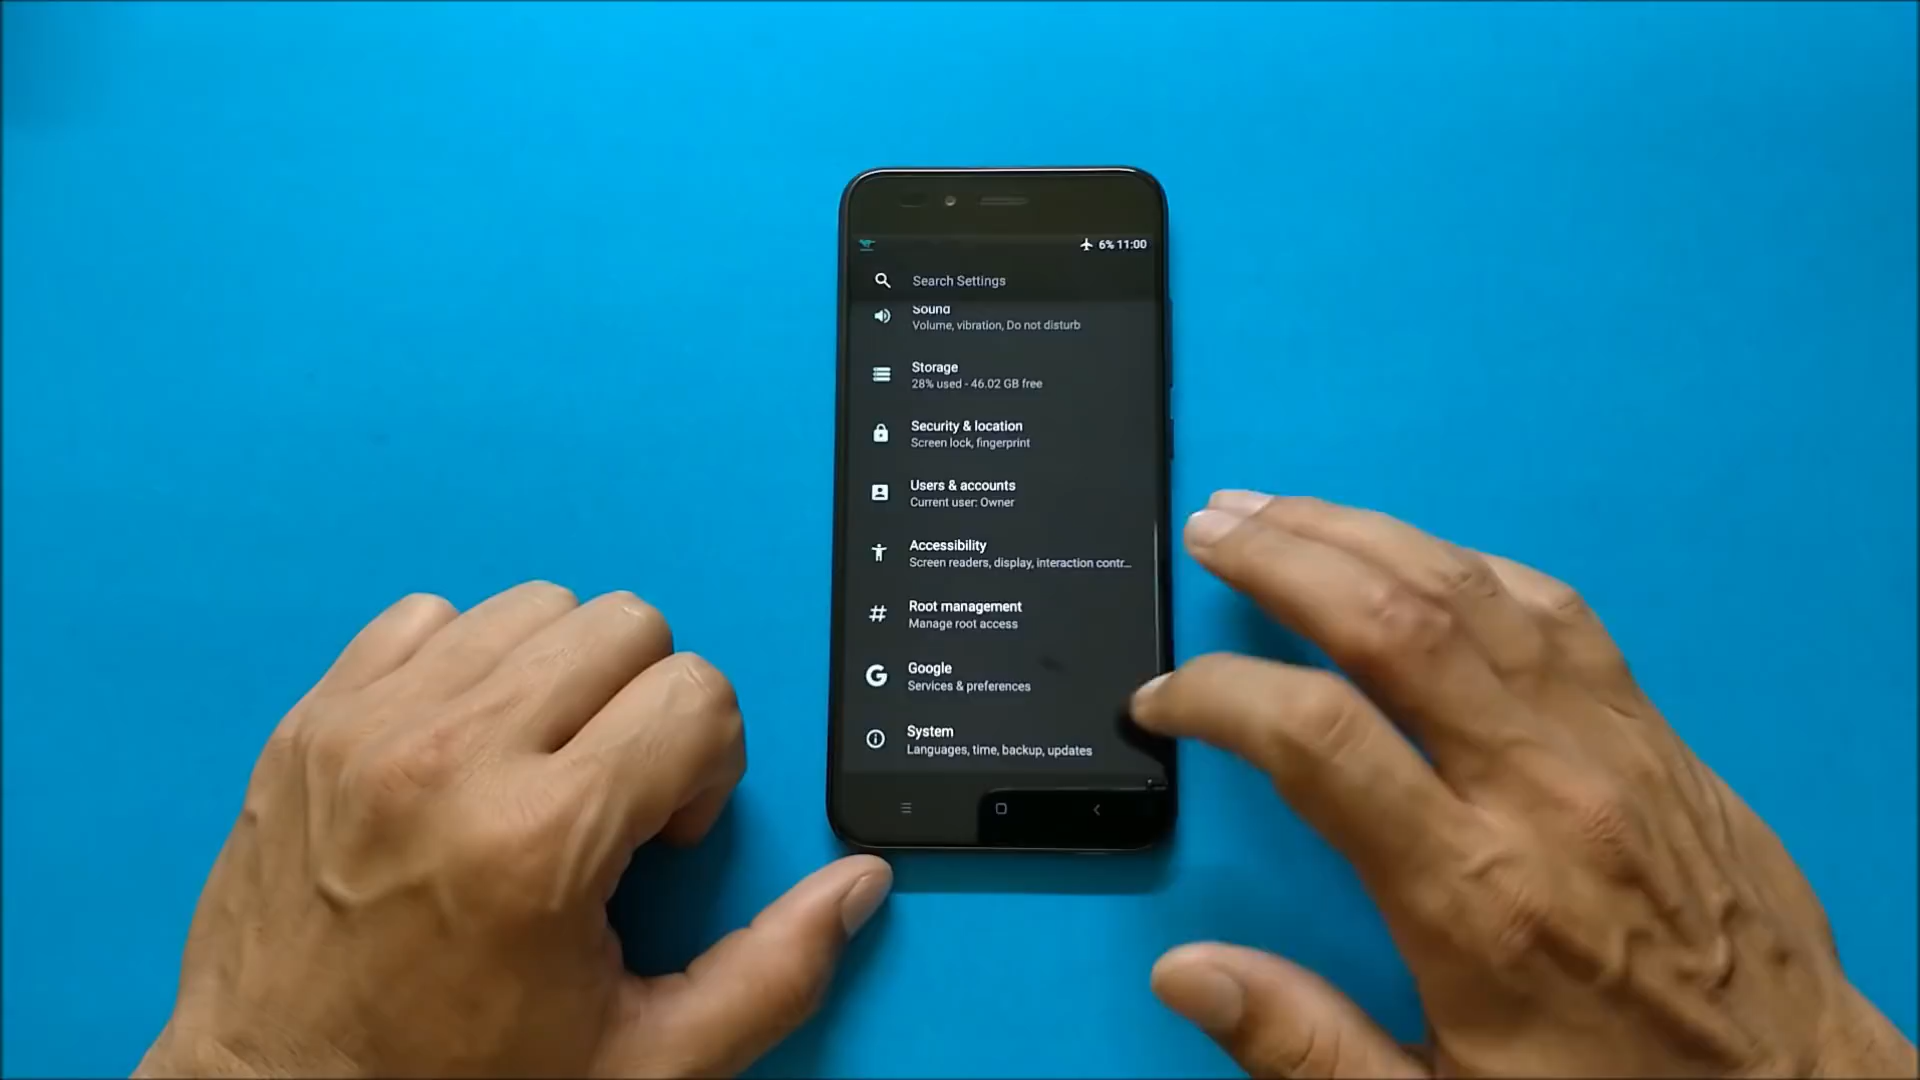 6% 11:00
Search Settings
Sound
Volume, vibration, Do not disturb
Storage
28% used - 46.02 GB free
Security & location
Screen lock, fingerprint
Users & accounts
Current user: Owner
Accessibility
Screen readers, display, interaction contr...
# Root management
Manage root access
G Google
Services & preferences
System
Languages, time, backup, updates